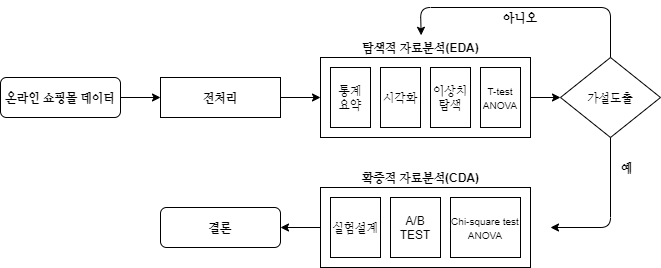 아니오
탐색적 자료분석(EDA)
온라인 쇼핑몰 데이터
전처리
통계
요약
시각화
이상치
탐색
T-test
ANOVA
가설도출
예
확증적 자료분석(CDA)
결론
실험설계
A/B
TEST
Chi-square test
ANOVA